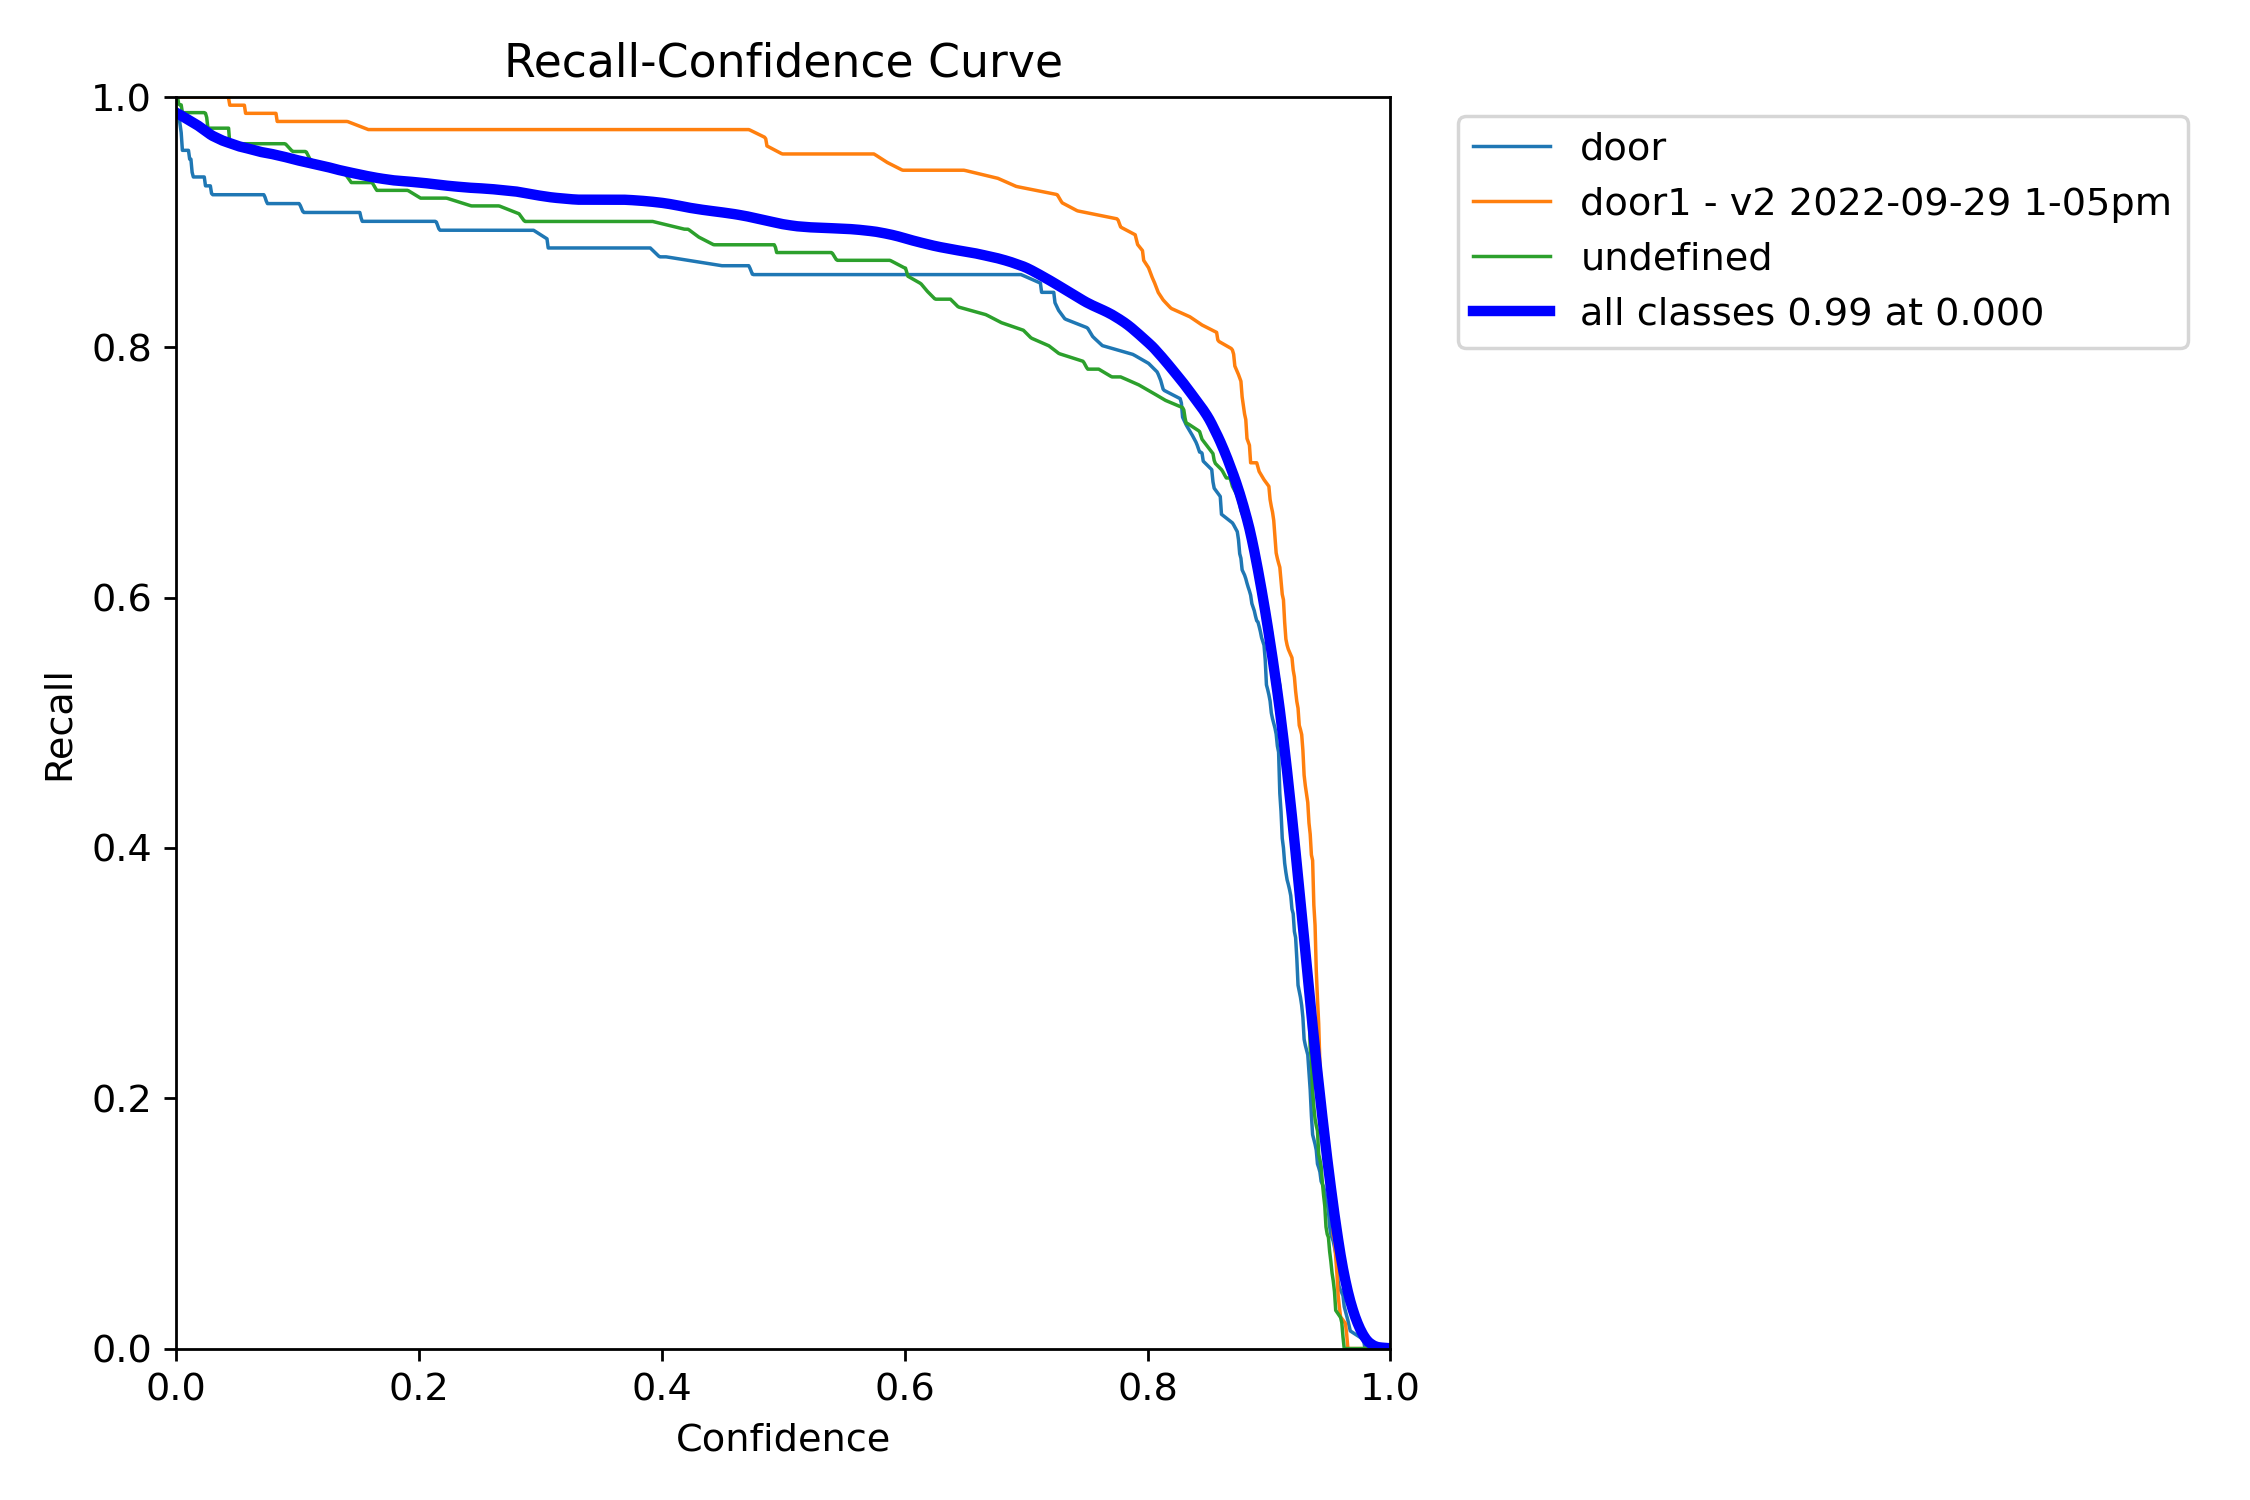 Recall-Confidence Curve
door
door1 - v2 2022-09-29 1-05pm
undefined
all classes 0.99 at 0.000
Recall
1.0
0.8
0.6
0.4
0.2
0.0
0.0 0.2 0.4 0.6 0.8 1.0
Confidence